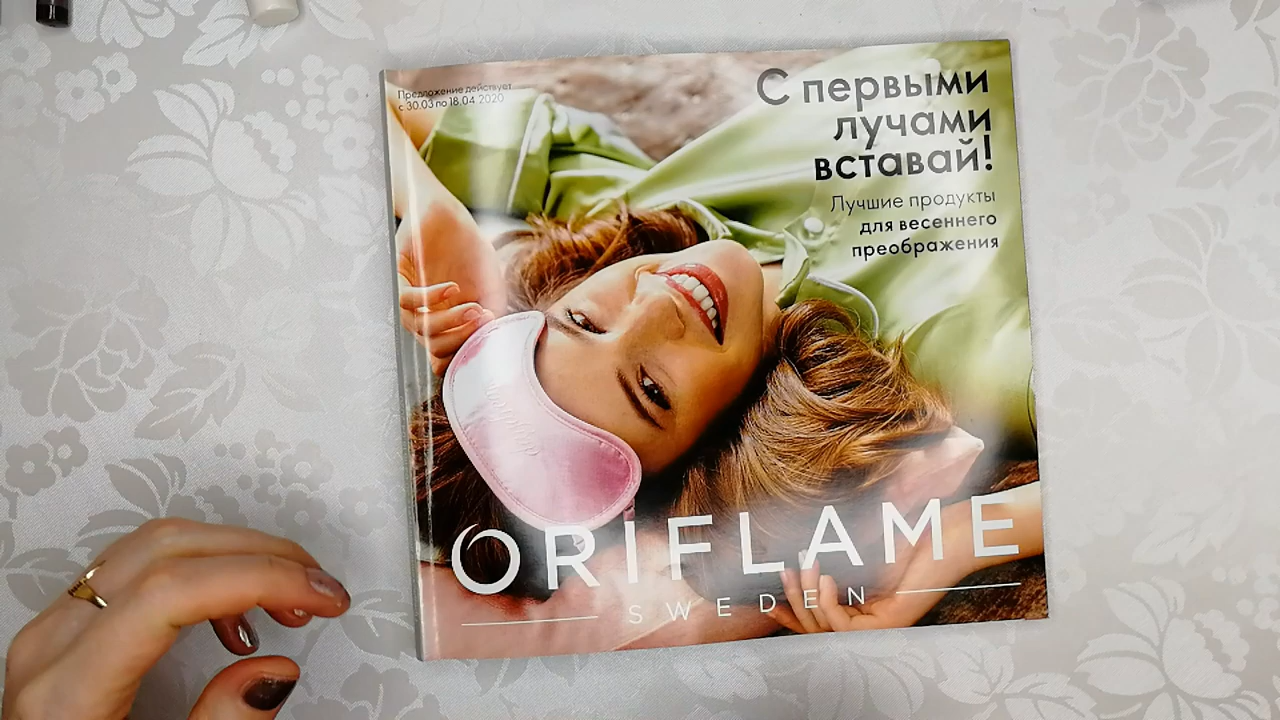 Предложение действует
с 30.03 по 18.04 2020
С первыми
лучами
вставай!
Лучшие продукты
для весеннего
преображения
ORIFLAME
SWEDEN